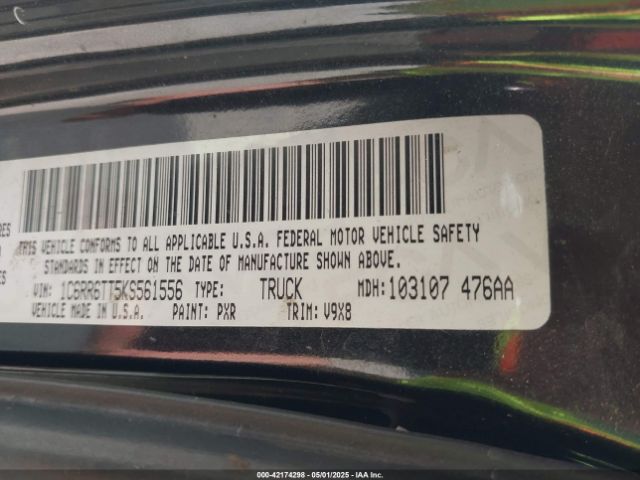 RES
THIS VEHICLE CONFORMS TO ALL APPLICABLE U.S.A. FEDERAL MOTOR VEHICLE SAFETY
STANDARDS IN EFFECT ON THE DATE OF MANUFACTURE SHOWN ABOVE.
ES
VIN: 1C6RR6TT5KS561556 TYPE: TRUCK MDH: 103107 476AA
VEHICLE MADE IN U.S.A. PAINT: PXR TRIM: V9X8
000-42174298 - 05/01/2025 - IAA Inc.